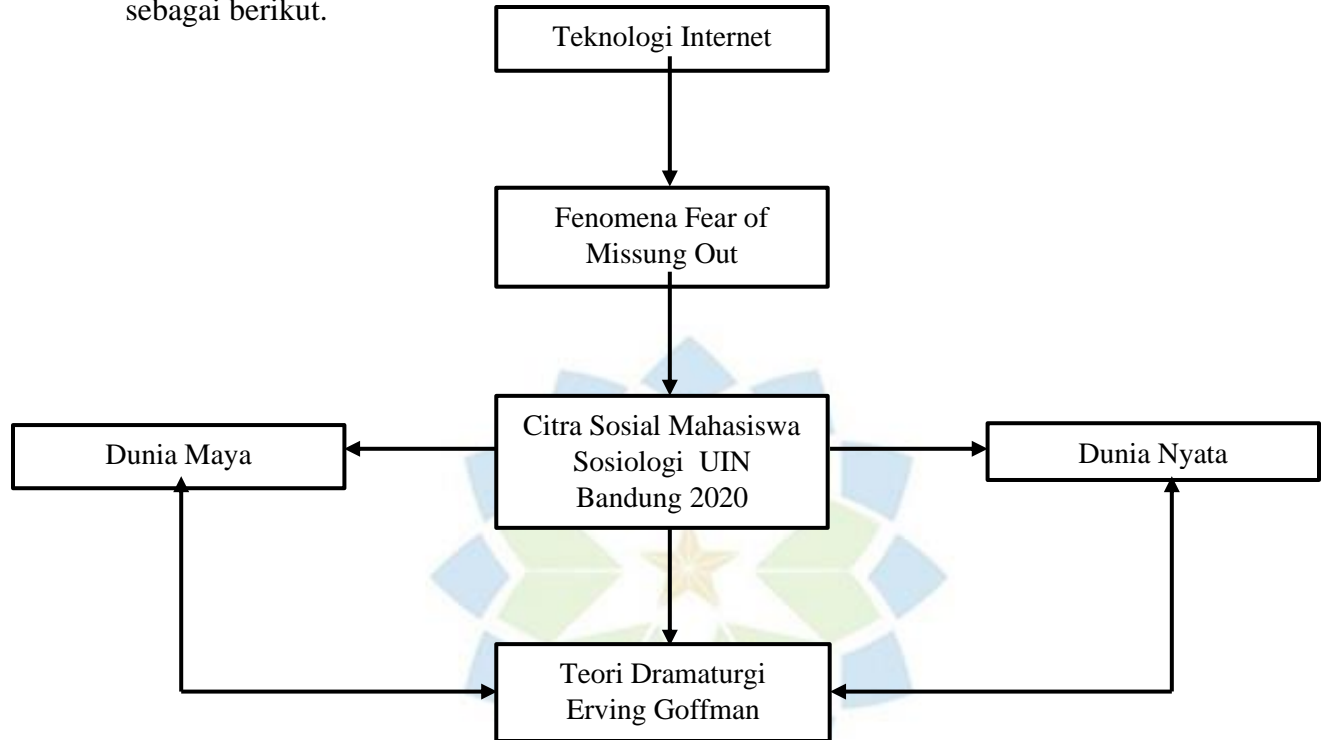 sebagai berikut.
Teknologi Internet
Fenomena Fear of
Missung Out
Citra Sosial Mahasiswa
Sosiologi UIN
Bandung 2020
Dunia Maya
Dunia Nyata
Teori Dramaturgi
Erving Goffman